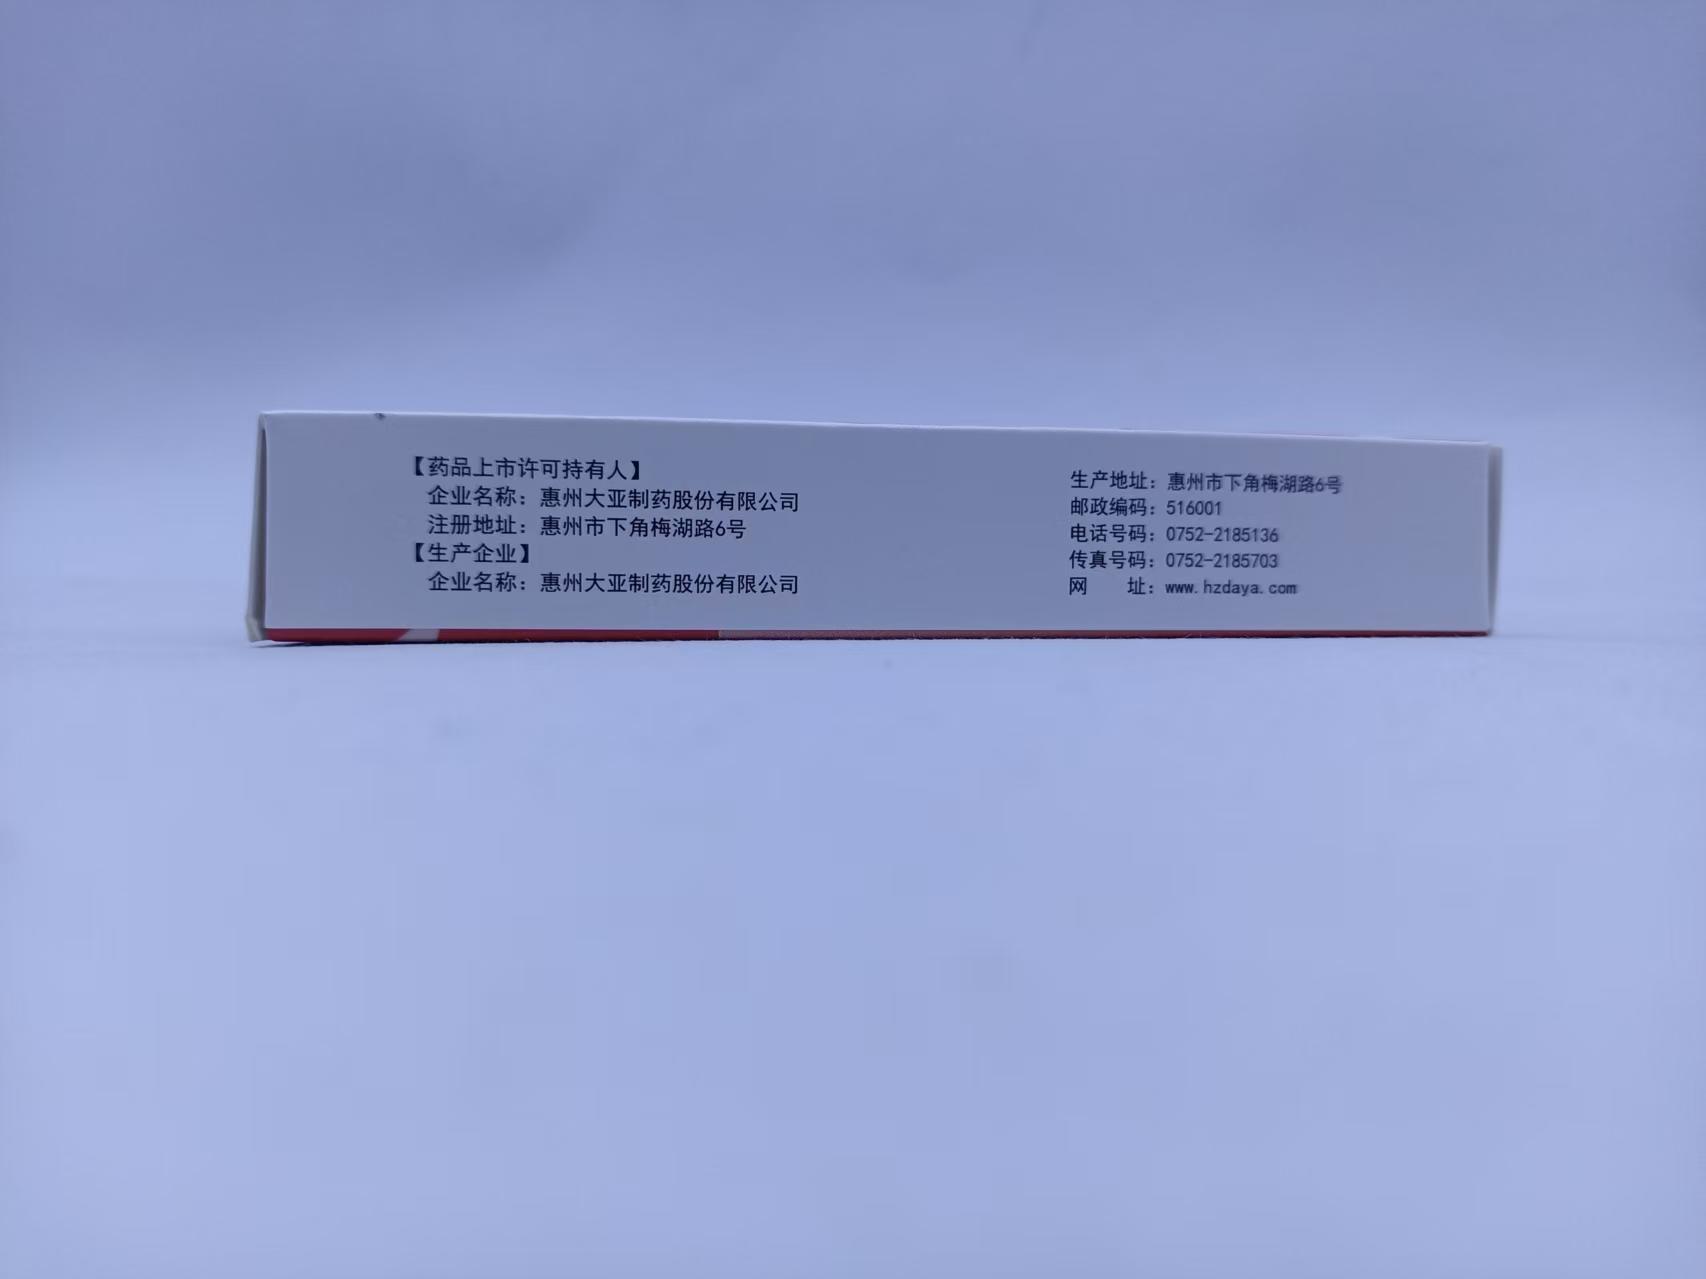 【药品上市许可持有人】
企业名称：惠州大亚制药股份有限公司
注册地址：惠州市下角梅湖路6号
【生产企业】
企业名称：惠州大亚制药股份有限公司
生产地址：惠州市下角梅湖路6号
邮政编码：516001
电话号码：0752-2185136
传真号码：0752-2185703
网　　址：www.hzdaya.com